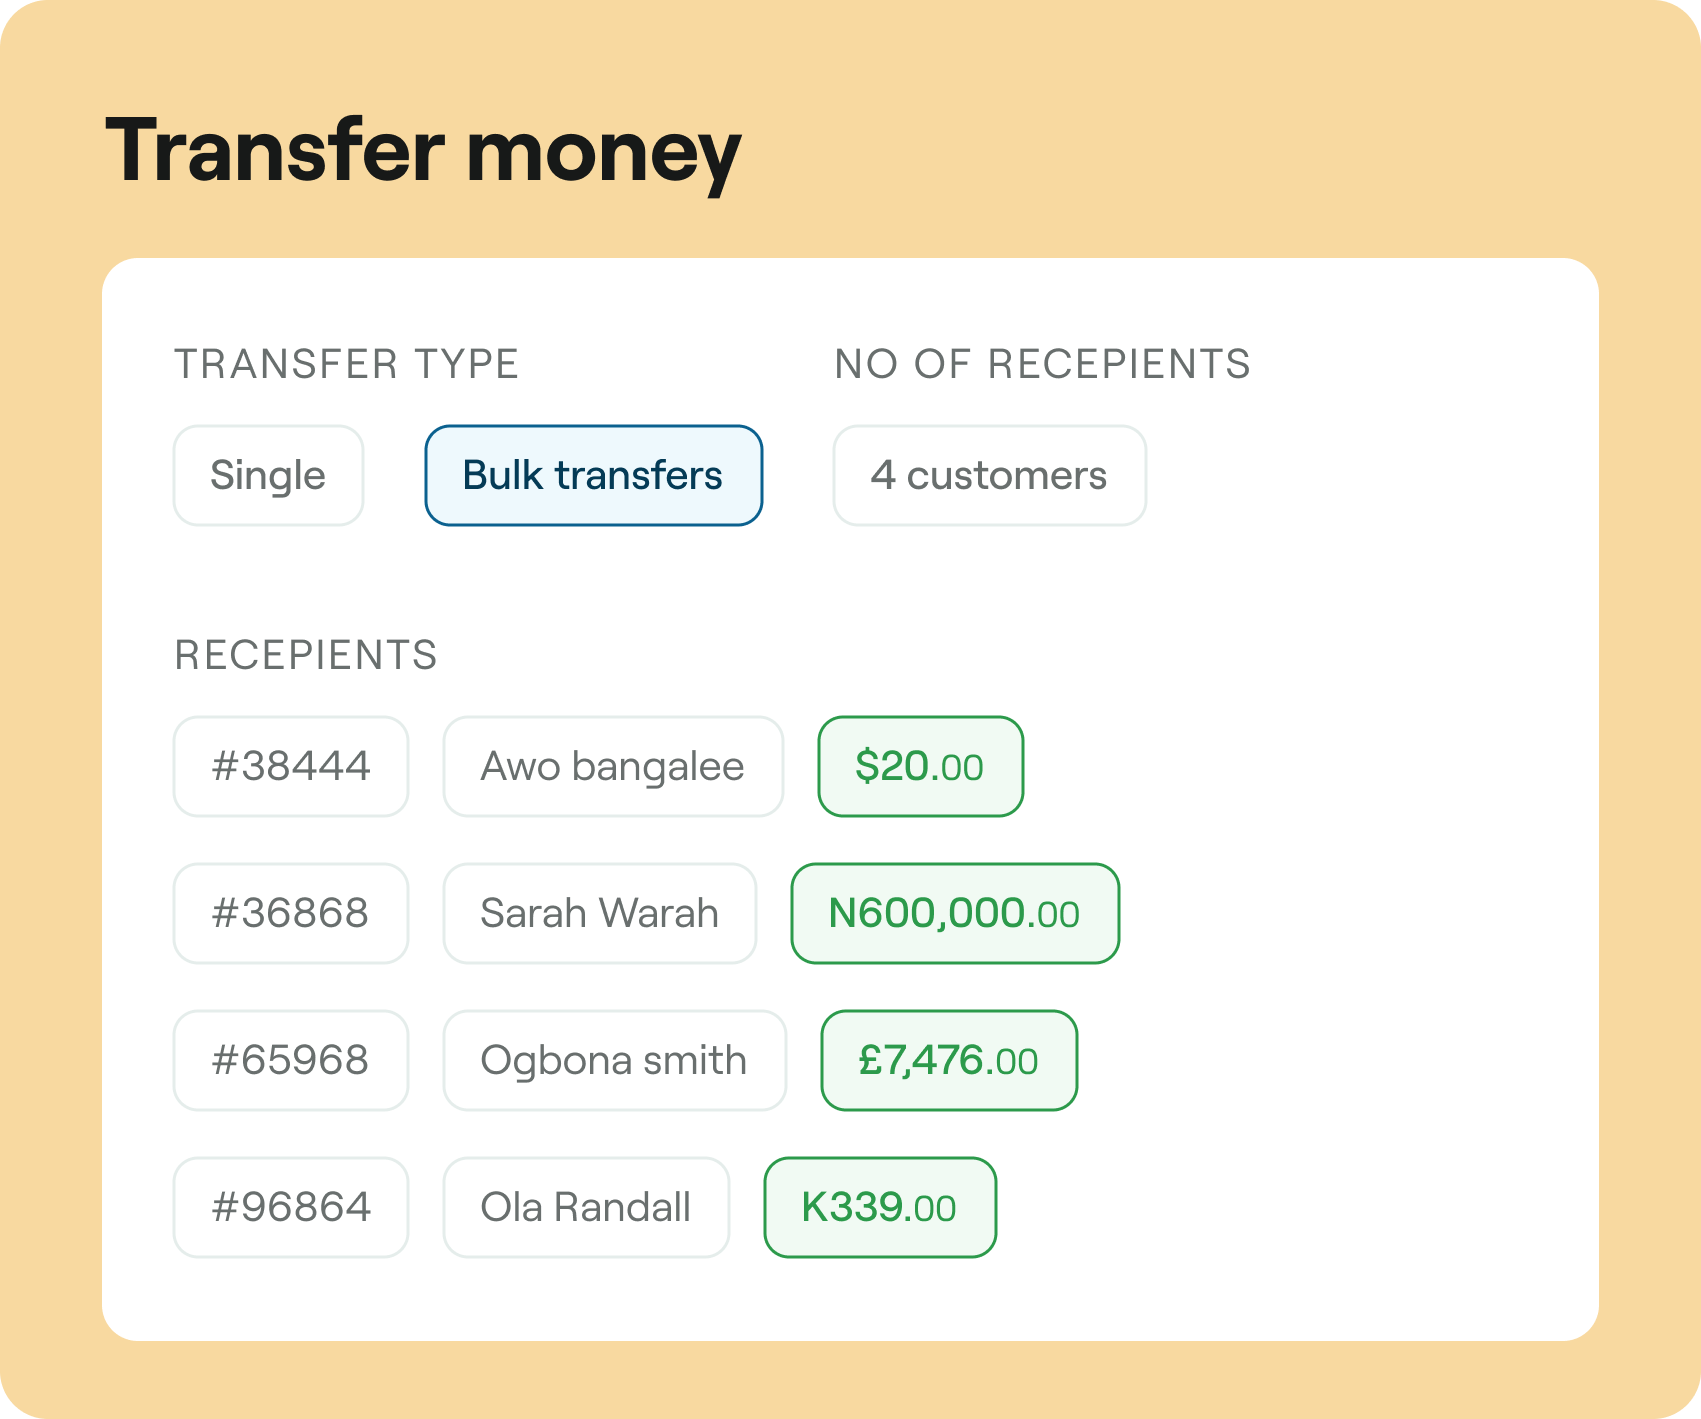 Transfer money
TRANSFER TYPE
NO OF RECEPIENTS
Single
Bulk transfers
4 customers
RECEPIENTS
#38444 Awo bangalee $20.00
#36868 Sarah Warah N600,000.00
#65968 Ogbona smith £7,476.00
#96864 Ola Randall K339.00